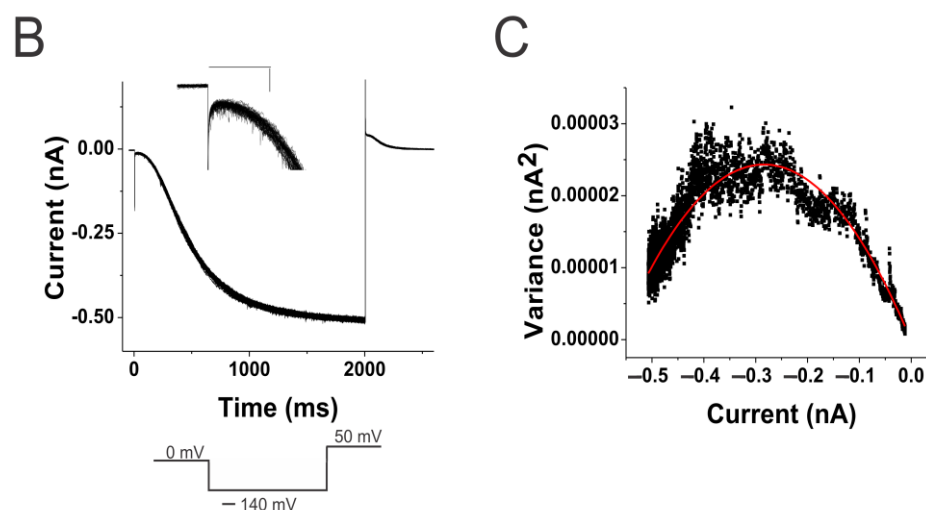 B
Current (nA)
0.00
-0.25
-0.50
0
1000
2000
Time (ms)
0 mV
50 mV
– 140 mV
C
Variance (nA2)
0.00003
0.00002
0.00001
0.00000
–0.5
–0.4
–0.3
–0.2
–0.1
0.0
Current (nA)